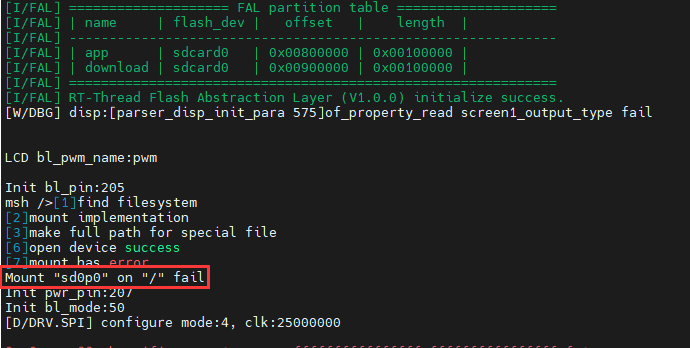 [I/FAL] ==================== FAL partition table ====================
[I/FAL] | name     | flash_dev |   offset   |    length  |
[I/FAL] -------------------------------------------------------------
[I/FAL] | app      | sdcard0   | 0x00800000 | 0x00100000 |
[I/FAL] | download | sdcard0   | 0x00900000 | 0x00100000 |
[I/FAL] =============================================================
[I/FAL] RT-Thread Flash Abstraction Layer (V1.0.0) initialize success.
[W/DBG] disp:[parser_disp_init_para 575]of_property_read screen1_output_type fail
LCD bl_pwm_name:pwm
Init bl_pin:205
msh />[1]find filesystem
[2]mount implementation
[3]make full path for special file
[6]open device success
[7]mount has error
Mount "sd0p0" on "/" fail
Init pwr_pin:207
Init bl_mode:50
[D/DRV.SPI] configure mode:4, clk:25000000